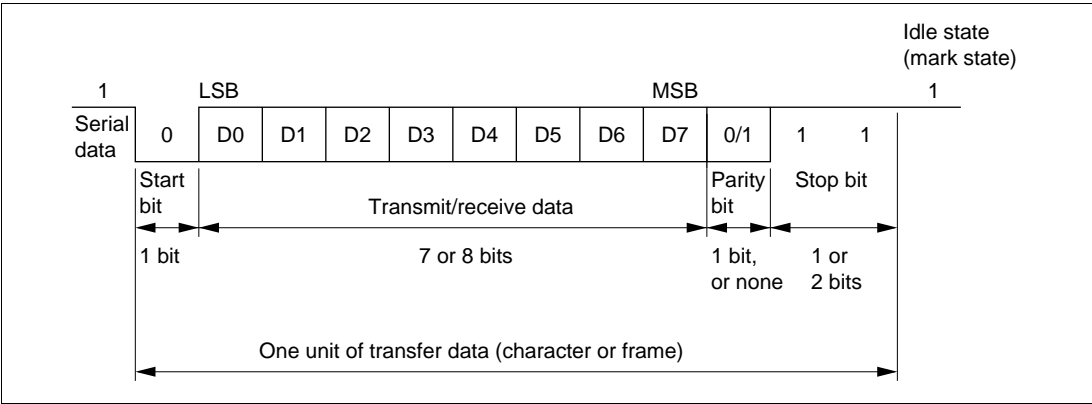 Idle state
(mark state)
1 LSB MSB 1
Serial
data
0 D0 D1 D2 D3 D4 D5 D6 D7 0/1 1 1
Start
bit
Transmit/receive data
Parity
bit
Stop bit
1 bit
7 or 8 bits
1 bit,
or none
1 or
2 bits
One unit of transfer data (character or frame)